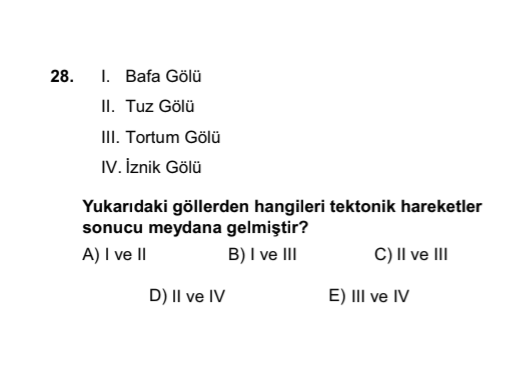 28. I. Bafa Gölü
II. Tuz Gölü
III. Tortum Gölü
IV. İznik Gölü
Yukarıdaki göllerden hangileri tektonik hareketler
sonucu meydana gelmiştir?
A) I ve II B) I ve III C) II ve III
D) II ve IV E) III ve IV